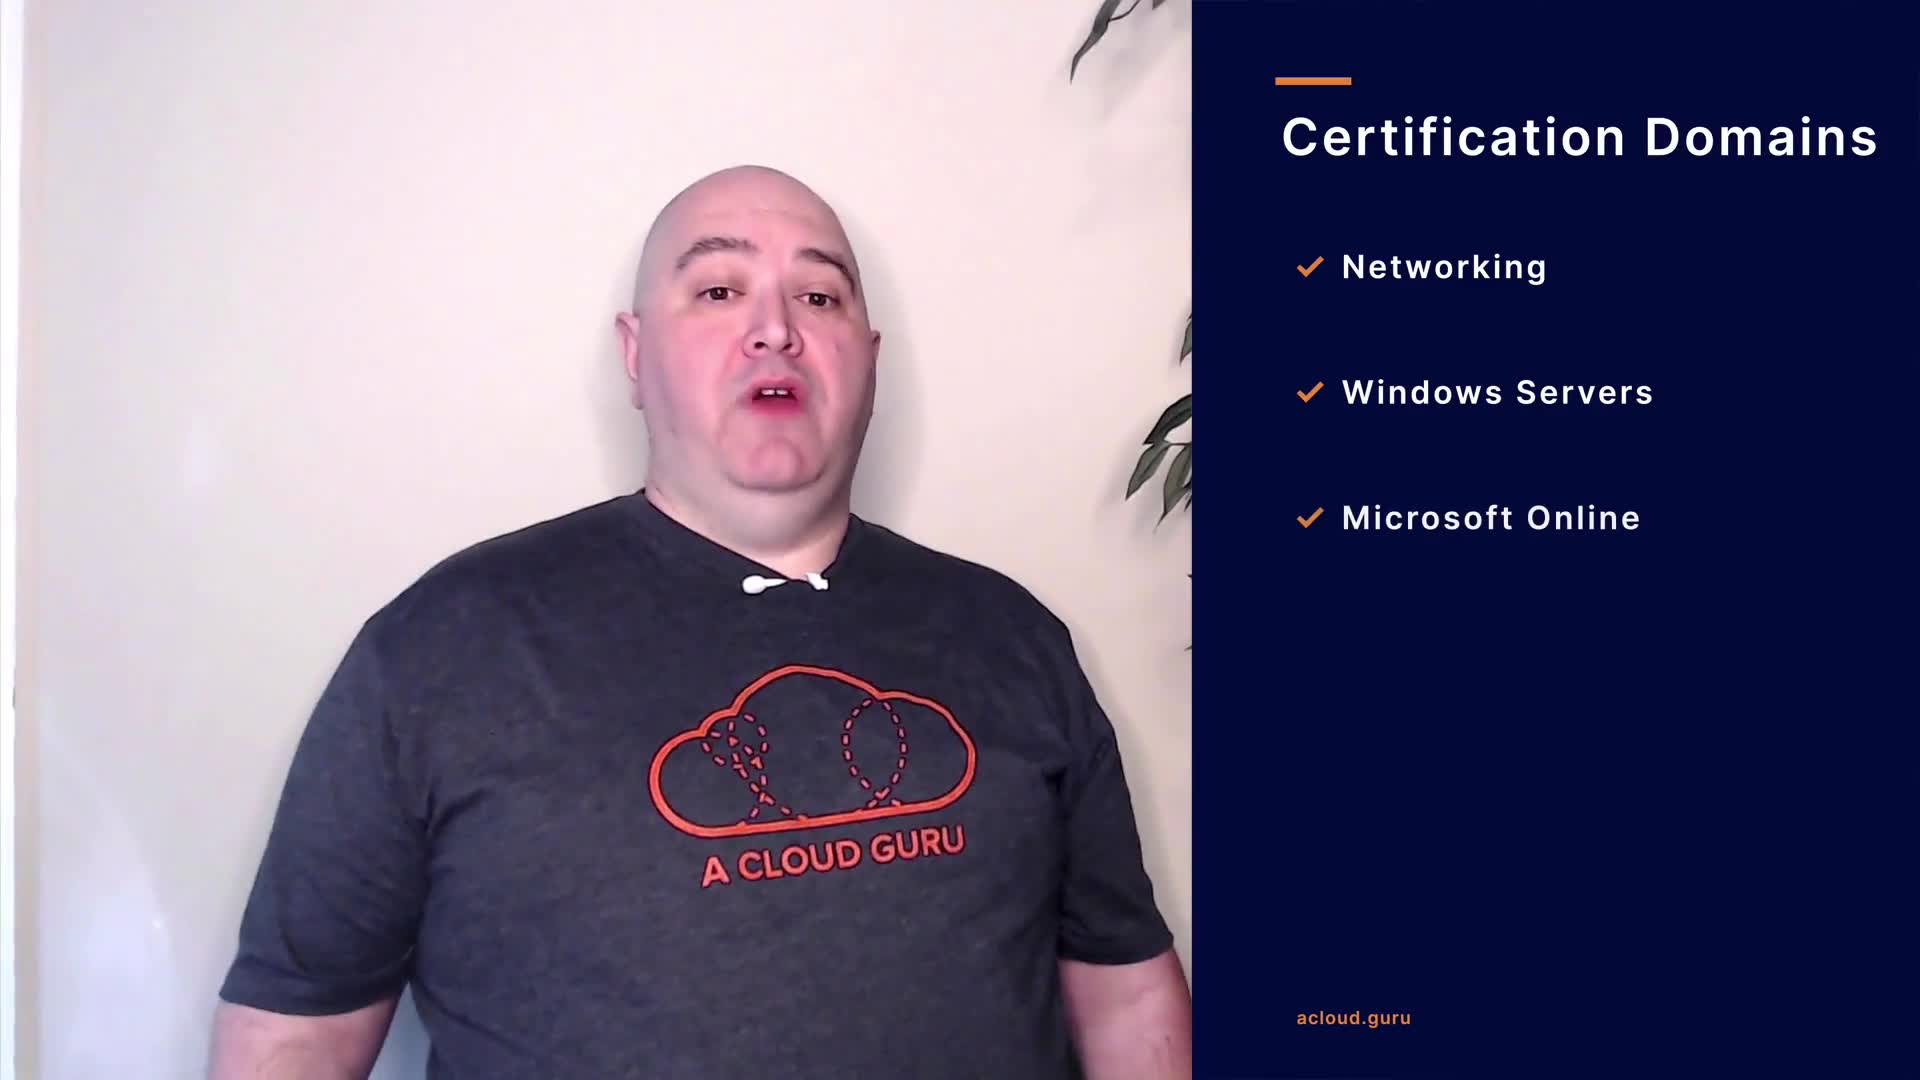 Certification Domains
Networking
Windows Servers
Microsoft Online
A CLOUD GURU
acloud.guru